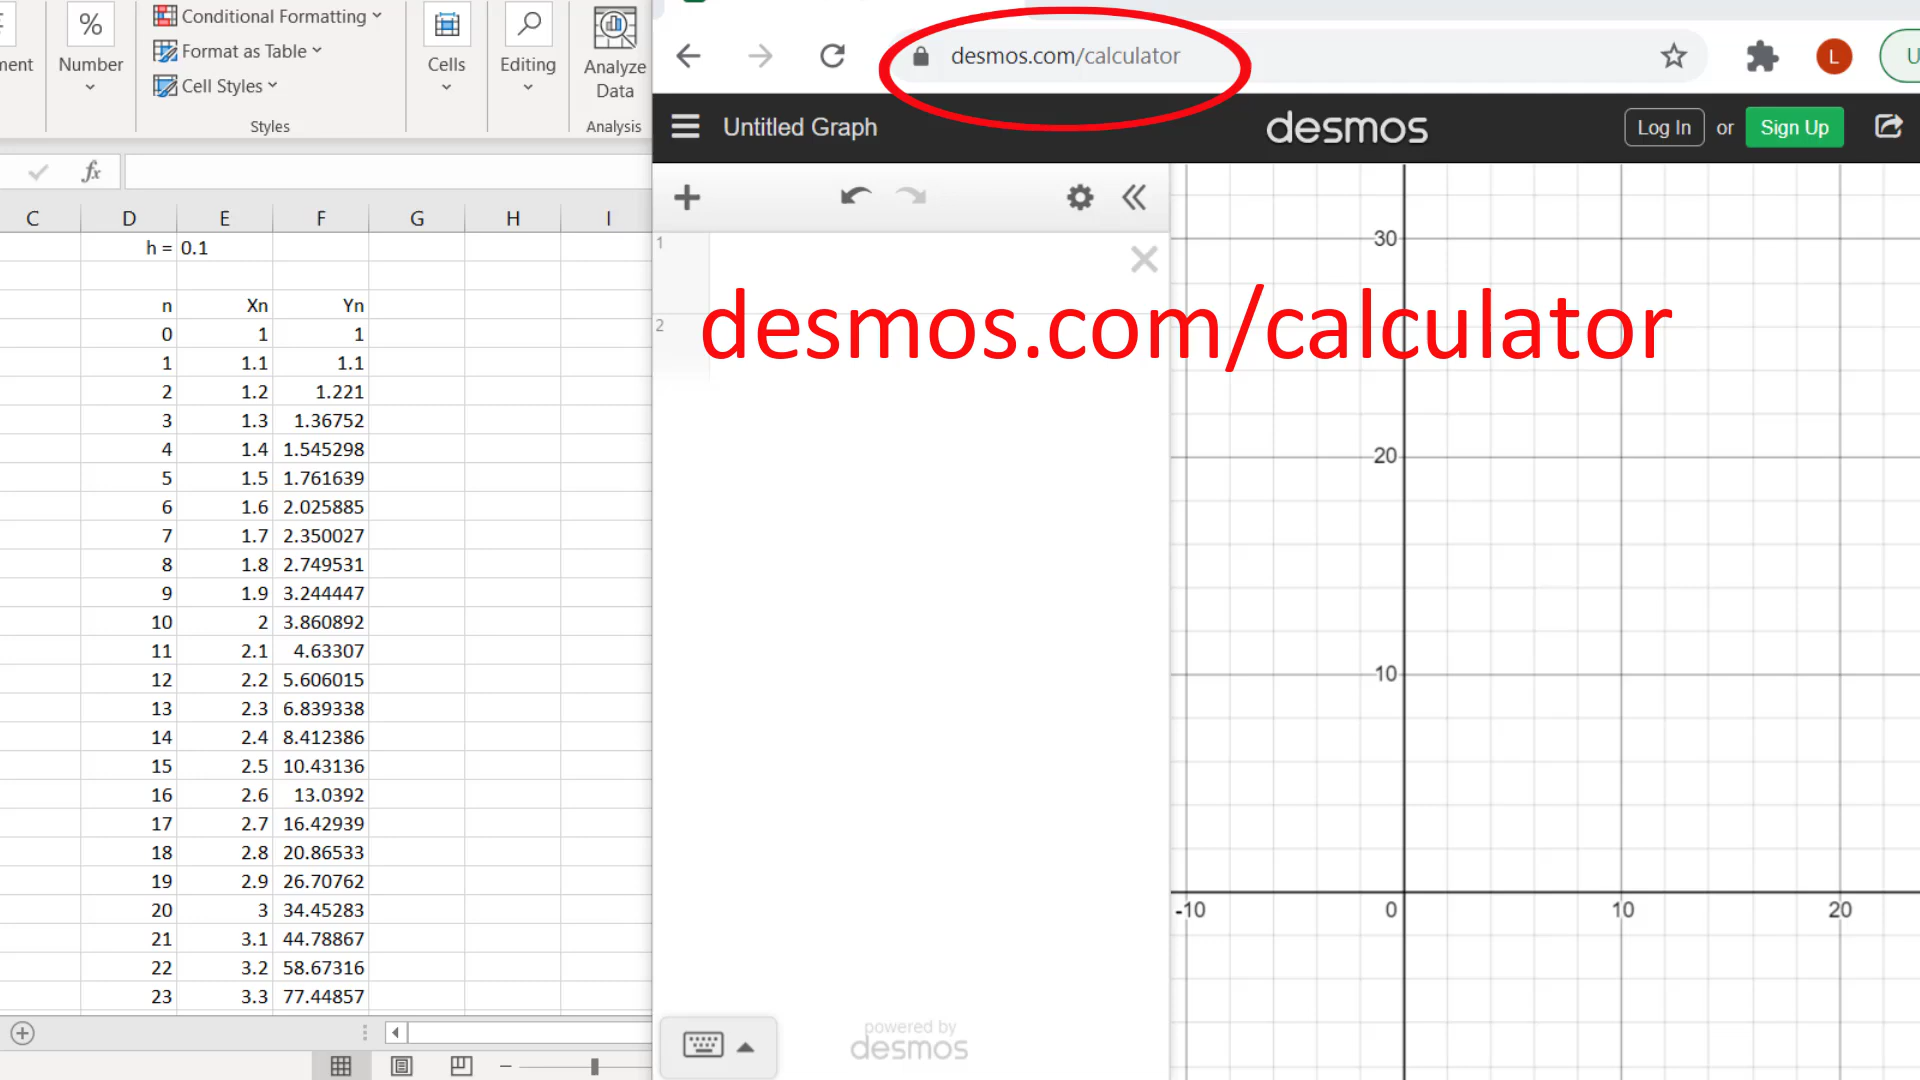 ment
%
Number
Conditional Formatting
Format as Table
Cell Styles
Styles
Cells
Editing
Analyze
Data
Analysis
fx
C D E F G H I
h = 0.1
n Xn Yn
0 1 1
1 1.1 1.1
2 1.2 1.221
3 1.3 1.36752
4 1.4 1.545298
5 1.5 1.761639
6 1.6 2.025885
7 1.7 2.350027
8 1.8 2.749531
9 1.9 3.244447
10 2 3.860892
11 2.1 4.63307
12 2.2 5.606015
13 2.3 6.839338
14 2.4 8.412386
15 2.5 10.43136
16 2.6 13.0392
17 2.7 16.42939
18 2.8 20.86533
19 2.9 26.70762
20 3 34.45283
21 3.1 44.78867
22 3.2 58.67316
23 3.3 77.44857
desmos.com/calculator
L
U
Untitled Graph
desmos
Log In or Sign Up
1
2
desmos.com/calculator
30
20
10
-10 0 10 20
powered by
desmos